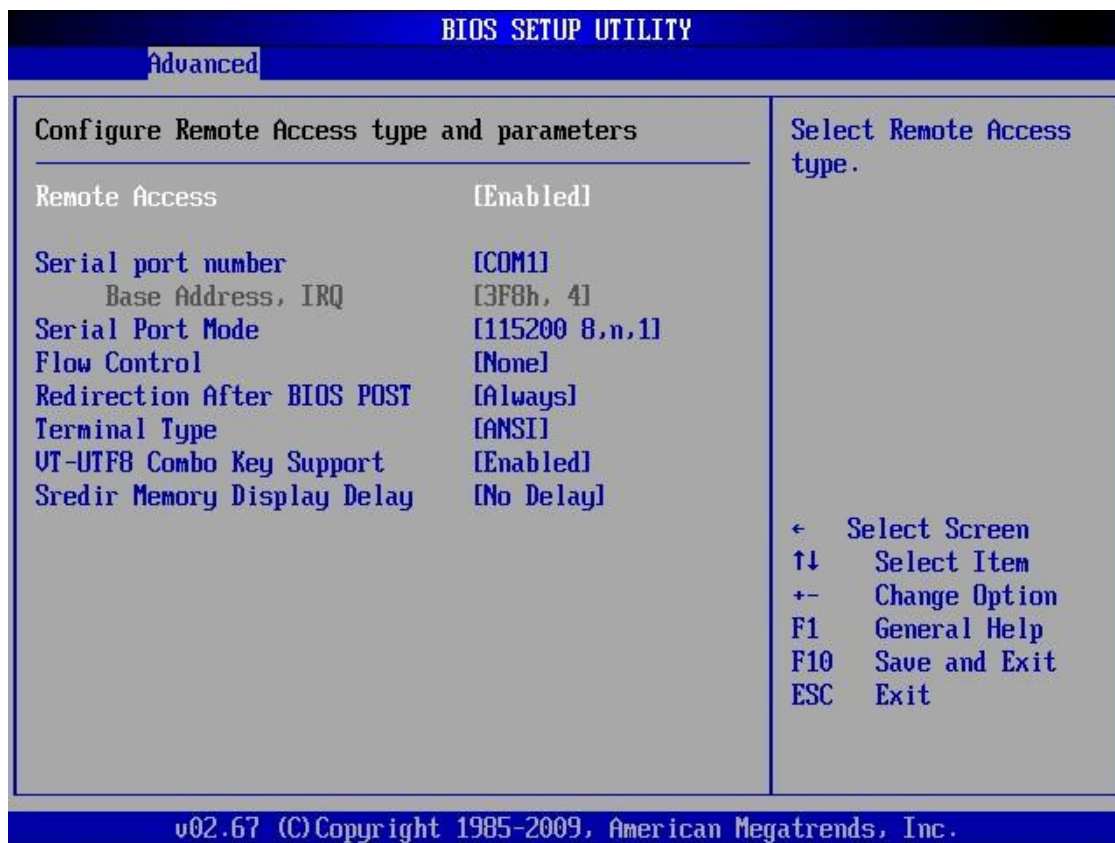 BIOS SETUP UTILITY
Advanced
Configure Remote Access type and parameters
Remote Access [Enabled]
Serial port number [COM1]
Base Address, IRQ [3F8h, 4]
Serial Port Mode [115200 8,n,1]
Flow Control [None]
Redirection After BIOS POST [Always]
Terminal Type [ANSI]
VT-UTF8 Combo Key Support [Enabled]
Sredir Memory Display Delay [No Delay]
Select Remote Access
type.
← Select Screen
↑↓ Select Item
+- Change Option
F1 General Help
F10 Save and Exit
ESC Exit
v02.67 (C)Copyright 1985-2009, American Megatrends, Inc.